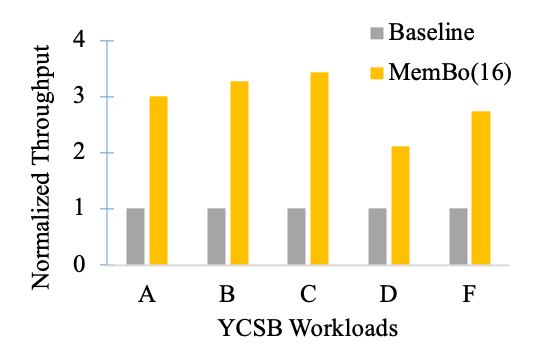 Baseline
MemBo(16)
Normalized Throughput
4
3
2
1
0
A B C D F
YCSB Workloads